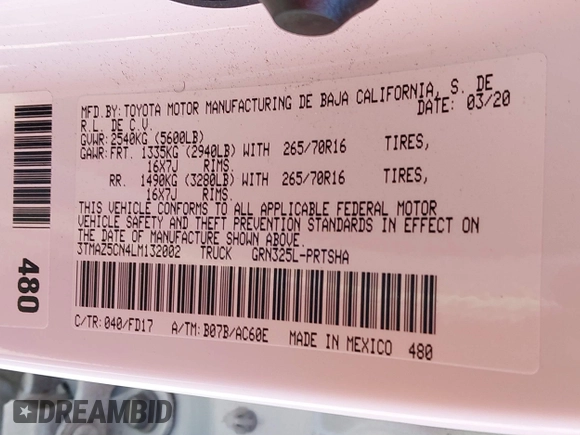 MFD.BY:TOYOTA MOTOR MANUFACTURING DE BAJA CALIFORNIA, S. DE
R.L. DE C.V. DATE: 03/20
GVWR:2540KG (5600LB)
GAWR:FRT. 1335KG (2940LB) WITH 265/70R16 TIRES,
16X7J RIMS.
RR. 1490KG (3280LB) WITH 265/70R16 TIRES,
16X7J RIMS.
THIS VEHICLE CONFORMS TO ALL APPLICABLE FEDERAL MOTOR
VEHICLE SAFETY AND THEFT PREVENTION STANDARDS IN EFFECT ON
THE DATE OF MANUFACTURE SHOWN ABOVE.
3TMAZ5CN4LM132002 TRUCK GRN325L-PRTSHA
C/TR:040/FD17 A/TM:B07B/AC60E MADE IN MEXICO 480
480
DREAMBID